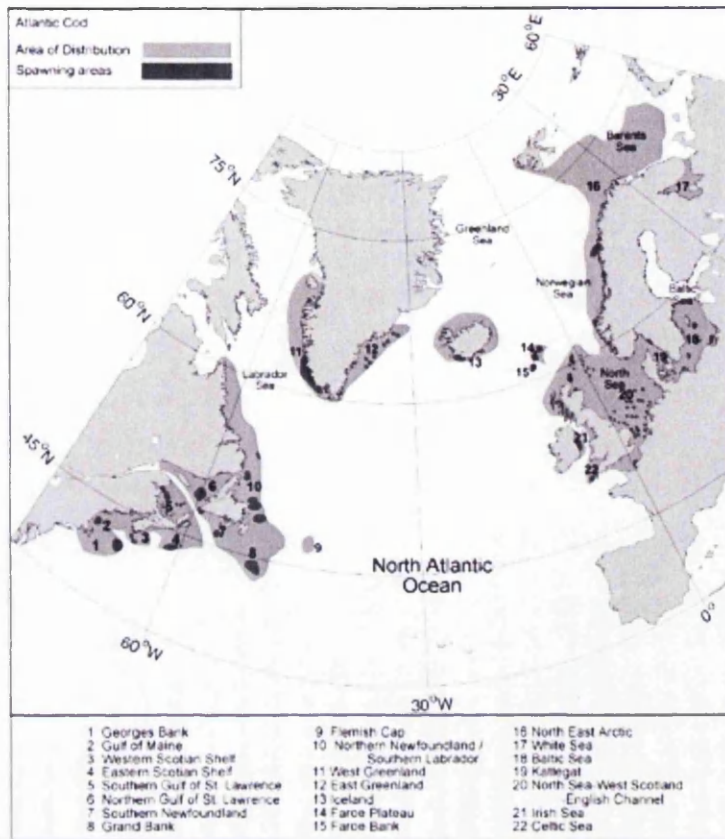 Atlantic Cod
Area of Distribution
Spawning areas
60°E
30°E
75°N
60°N
45°N
60°W
30°W
0°
Barents
Sea
16
17
Greenland
Sea
Norwegian
Sea
Baltic
Sea
18
19
11
12
13
14
15
Labrador
Sea
North
Sea
20
21
22
10
6
5
7
4
3
2
1
8
9
North Atlantic
Ocean
1 Georges Bank
2 Gulf of Maine
3 Western Scotian Shelf
4 Eastern Scotian Shelf
5 Southern Gulf of St. Lawrence
6 Northern Gulf of St. Lawrence
7 Southern Newfoundland
8 Grand Bank
9 Flemish Cap
10 Northern Newfoundland /
Southern Labrador
11 West Greenland
12 East Greenland
13 Iceland
14 Faroe Plateau
15 Faroe Bank
16 North East Arctic
17 White Sea
18 Baltic Sea
19 Kattegat
20 North Sea-West Scotland
English Channel
21 Irish Sea
22 Celtic Sea